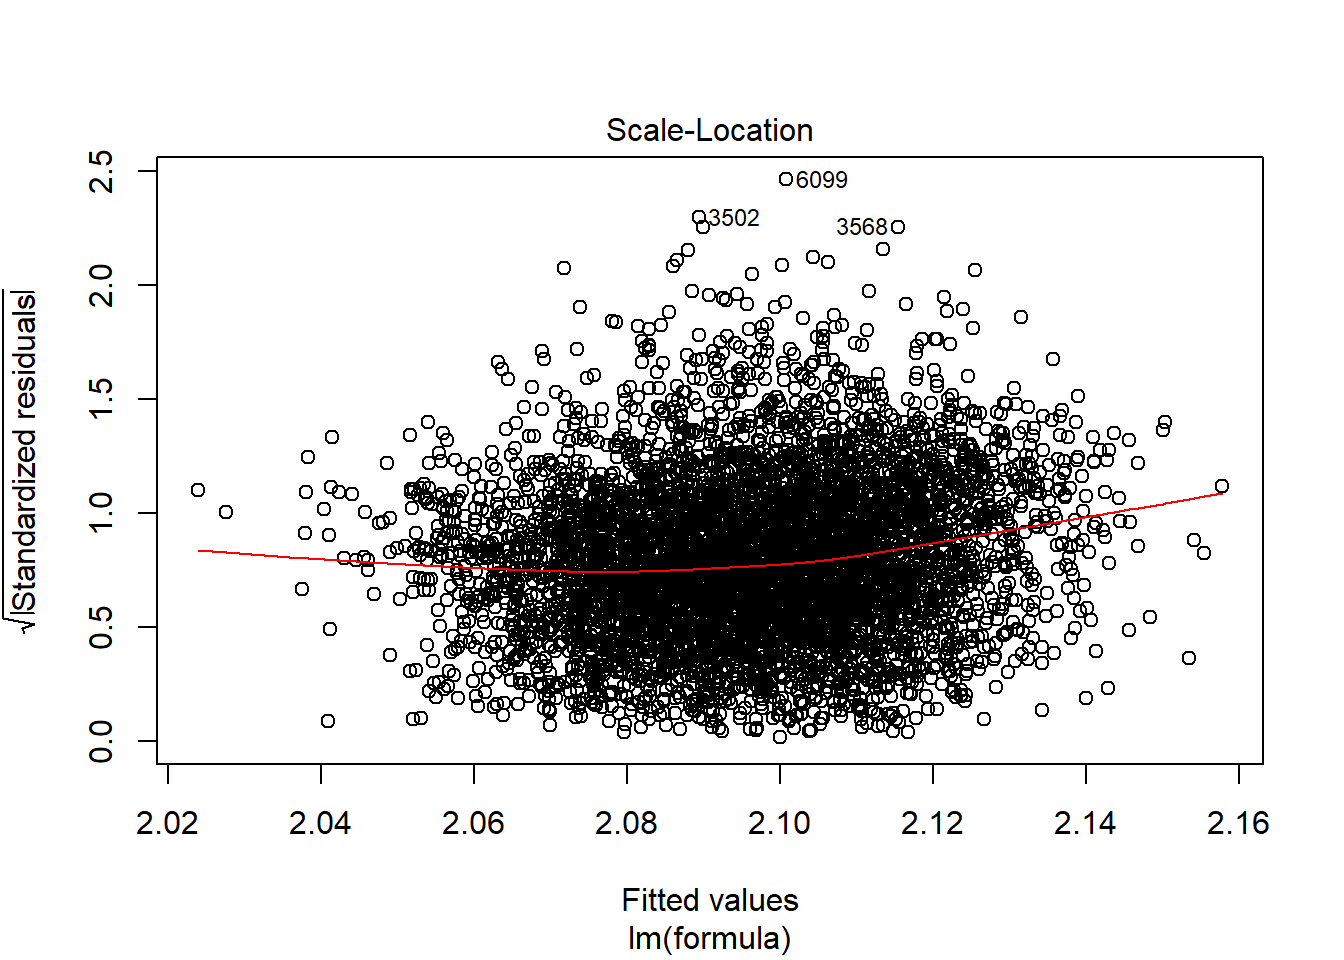 Scale-Location
√|Standardized residuals|
2.5
2.0
1.5
1.0
0.5
0.0
6099
3502
3568
2.02 2.04 2.06 2.08 2.10 2.12 2.14 2.16
Fitted values
lm(formula)